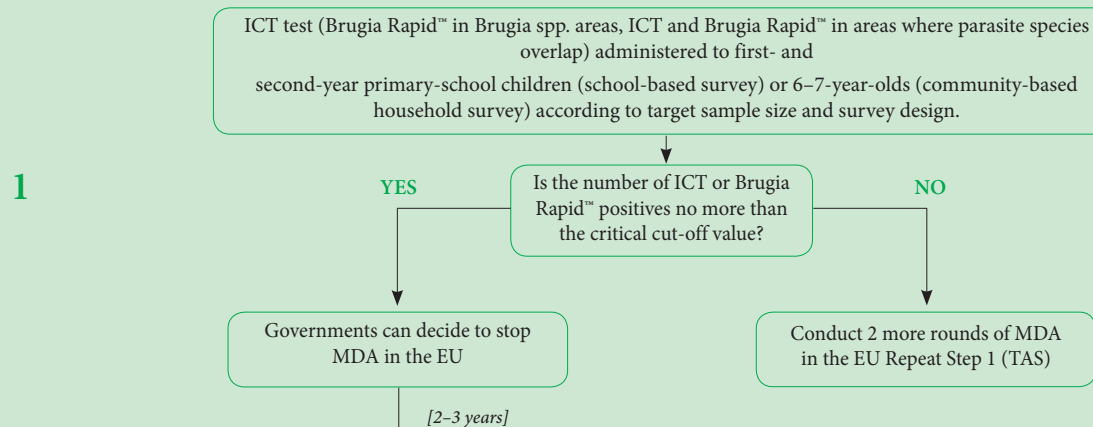 ICT test (Brugia Rapid™ in Brugia spp. areas, ICT and Brugia Rapid™ in areas where parasite species
overlap) administered to first- and
second-year primary-school children (school-based survey) or 6–7-year-olds (community-based
household survey) according to target sample size and survey design.
1
YES
Is the number of ICT or Brugia
Rapid™ positives no more than
the critical cut-off value?
NO
Governments can decide to stop
MDA in the EU
Conduct 2 more rounds of MDA
in the EU Repeat Step 1 (TAS)
[2–3 years]